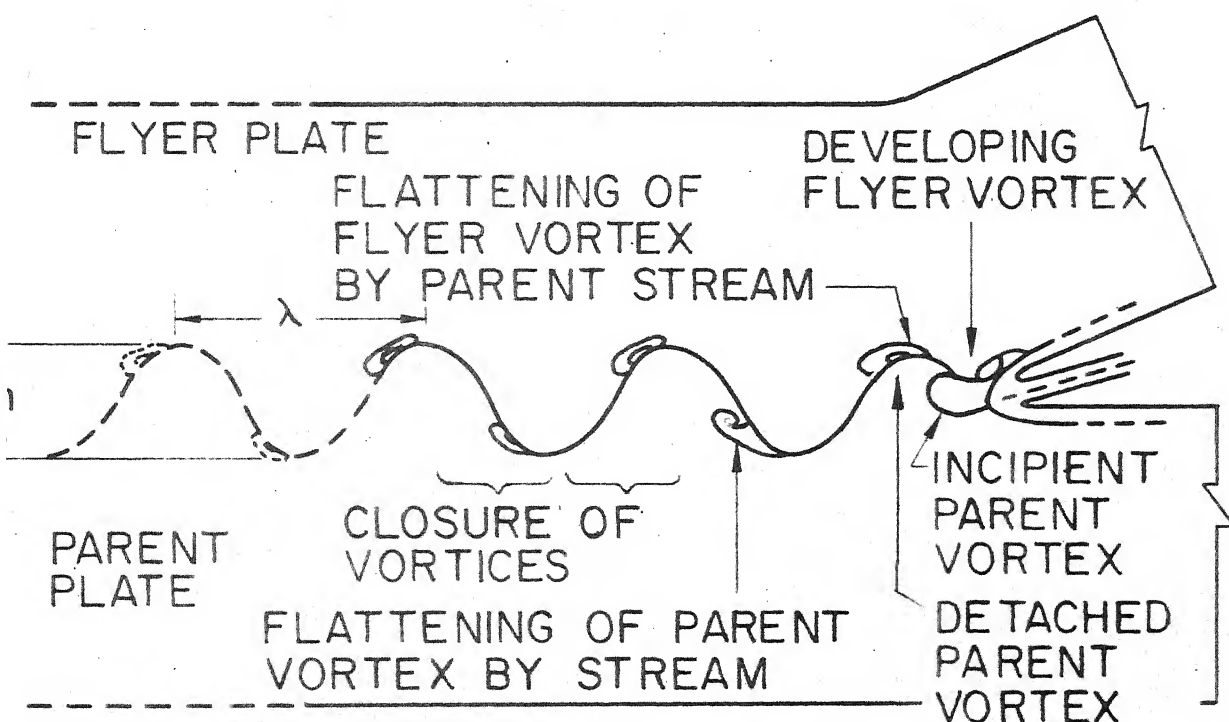 FLYER PLATE
FLATTENING OF
FLYER VORTEX
BY PARENT STREAM
DEVELOPING
FLYER VORTEX
λ
PARENT
PLATE
CLOSURE OF
VORTICES
FLATTENING OF PARENT
VORTEX BY STREAM
INCIPIENT
PARENT
VORTEX
DETACHED
PARENT
VORTEX